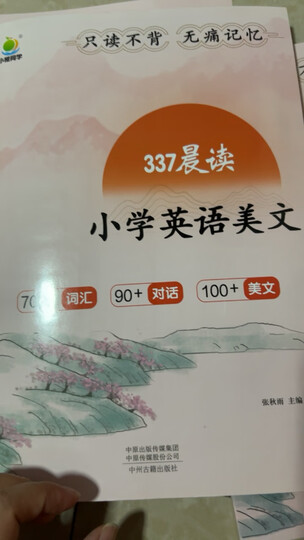 只读不背 无痛记忆
337晨读
小学英语美文
词汇 90+ 对话 100+ 美文
张秋雨 主编
中原出版传媒集团
中原传媒股份公司
中州古籍出版社